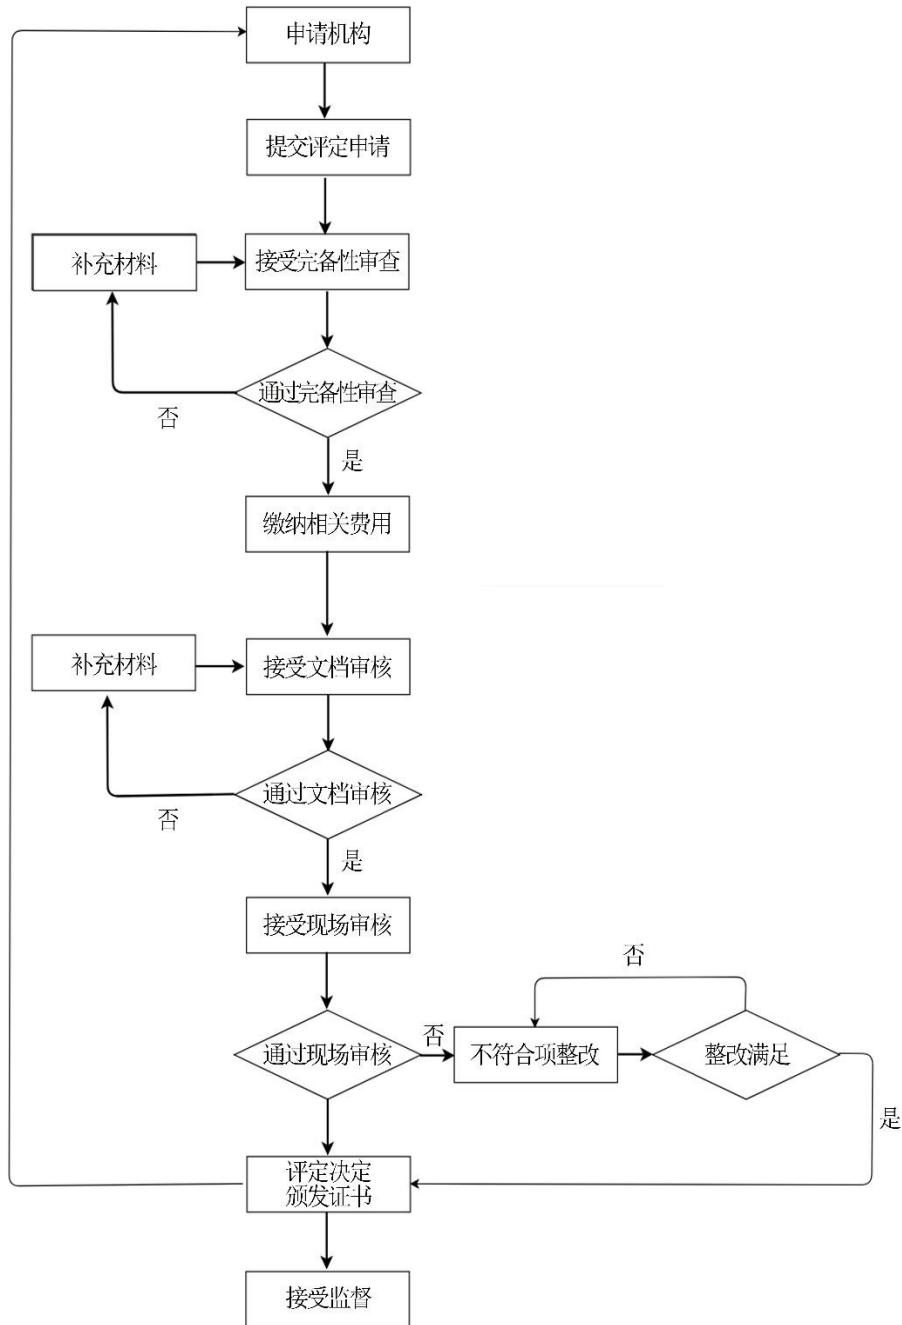 申请机构
提交评定申请
补充材料
接受完备性审查
通过完备性审查
否
是
缴纳相关费用
补充材料
接受文档审核
通过文档审核
否
是
接受现场审核
否
通过现场审核
否
不符合项整改
整改满足
是
评定决定
颁发证书
接受监督